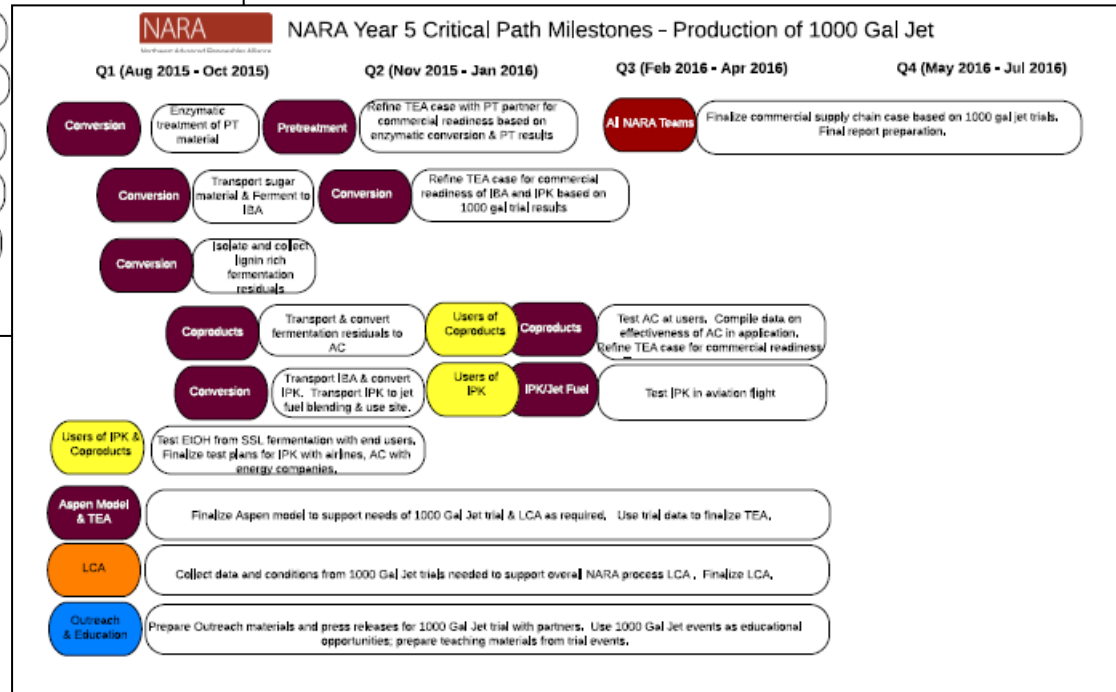 NARA
Northwest Advanced Renewables Alliance
NARA Year 5 Critical Path Milestones - Production of 1000 Gal Jet
Q1 (Aug 2015 - Oct 2015)
Q2 (Nov 2015 - Jan 2016)
Q3 (Feb 2016 - Apr 2016)
Q4 (May 2016 - Jul 2016)
Conversion
Enzymatic
treatment of PT
material
Pretreatment
Refine TEA case with PT partner for
commercial readiness based on
enzymatic conversion & PT results
All NARA Teams
Finalize commercial supply chain case based on 1000 gal jet trials.
Final report preparation.
Conversion
Transport sugar
material & Ferment to
IBA
Conversion
Refine TEA case for commercial
readiness of IBA and IPK based on
1000 gal trial results
Conversion
Isolate and collect
lignin rich
fermentation
residuals
Coproducts
Transport & convert
fermentation residuals to
AC
Users of
Coproducts
Coproducts
Test AC at users. Compile data on
effectiveness of AC in application.
Refine TEA case for commercial readiness
Conversion
Transport IBA & convert
IPK. Transport IPK to jet
fuel blending & use site.
Users of
IPK
IPK/Jet Fuel
Test IPK in aviation flight
Users of IPK &
Coproducts
Test EtOH from SSL fermentation with end users.
Finalize test plans for IPK with airlines, AC with
energy companies.
Aspen Model
& TEA
Finalize Aspen model to support needs of 1000 Gal Jet trial & LCA as required. Use trial data to finalize TEA.
LCA
Collect data and conditions from 1000 Gal Jet trials needed to support overall NARA process LCA . Finalize LCA.
Outreach
& Education
Prepare Outreach materials and press releases for 1000 Gal Jet trial with partners. Use 1000 Gal Jet events as educational
opportunities; prepare teaching materials from trial events.